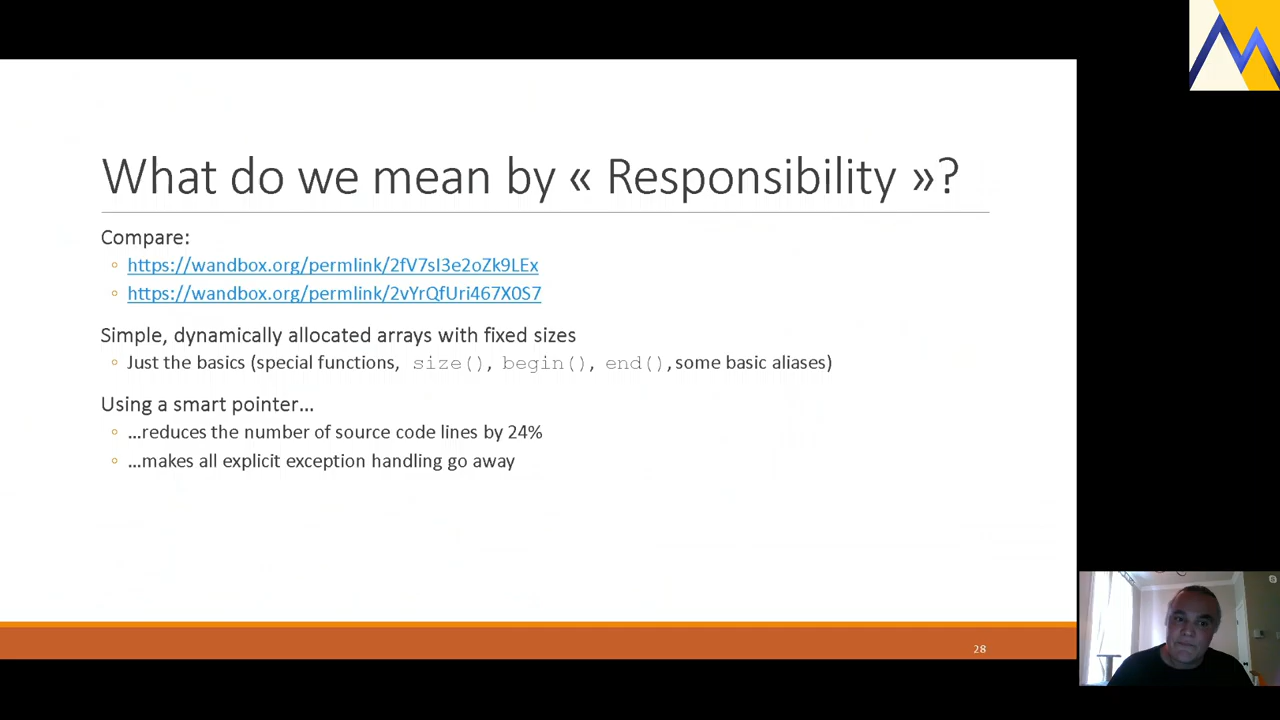 What do we mean by « Responsibility »?
Compare:
https://wandbox.org/permlink/2fV7sI3e2oZk9LEx
https://wandbox.org/permlink/2vYrQfUri467X0S7
Simple, dynamically allocated arrays with fixed sizes
Just the basics (special functions, size(), begin(), end(), some basic aliases)
Using a smart pointer…
…reduces the number of source code lines by 24%
…makes all explicit exception handling go away
28